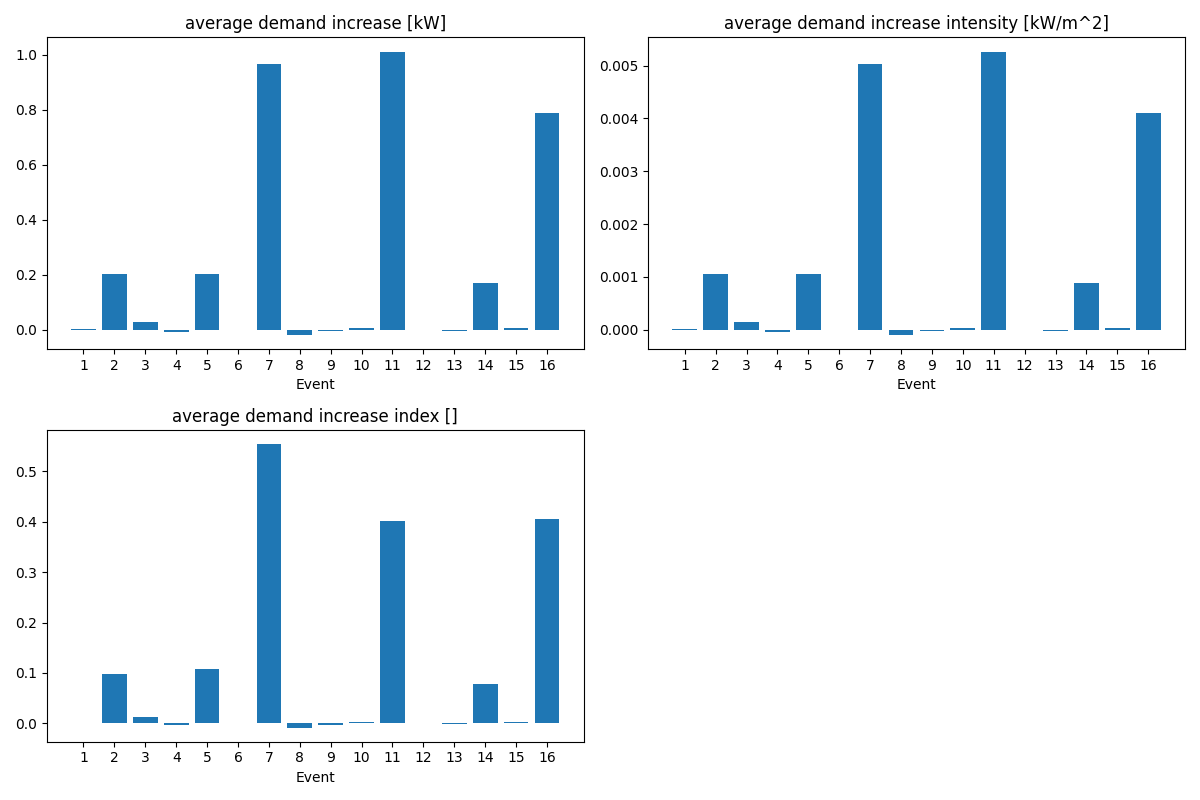 average demand increase [kW]
1.0
0.8
0.6
0.4
0.2
0.0
1 2 3 4 5 6 7 8 9 10 11 12 13 14 15 16
Event
average demand increase intensity [kW/m^2]
0.005
0.004
0.003
0.002
0.001
0.000
1 2 3 4 5 6 7 8 9 10 11 12 13 14 15 16
Event
average demand increase index []
0.5
0.4
0.3
0.2
0.1
0.0
1 2 3 4 5 6 7 8 9 10 11 12 13 14 15 16
Event